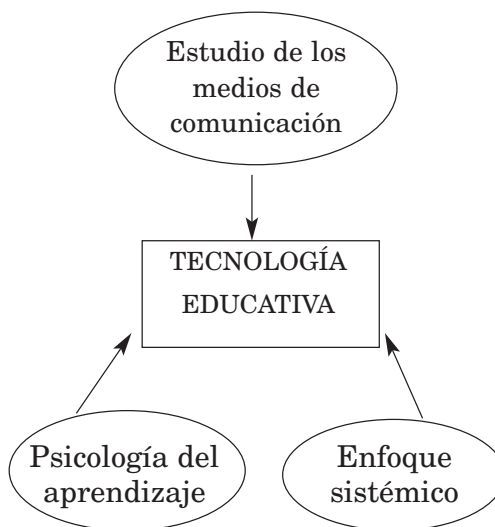 Estudio de los
medios de
comunicación
TECNOLOGÍA
EDUCATIVA
Psicología del
aprendizaje
Enfoque
sistémico